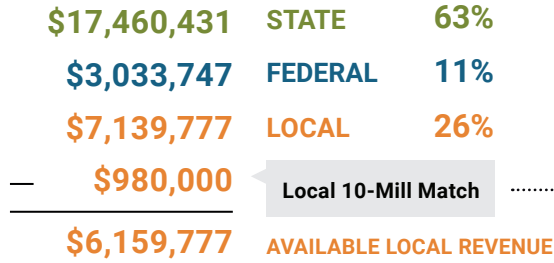 $17,460,431 STATE 63%
$3,033,747 FEDERAL 11%
$7,139,777 LOCAL 26%
— $980,000 Local 10-Mill Match ........
$6,159,777 AVAILABLE LOCAL REVENUE